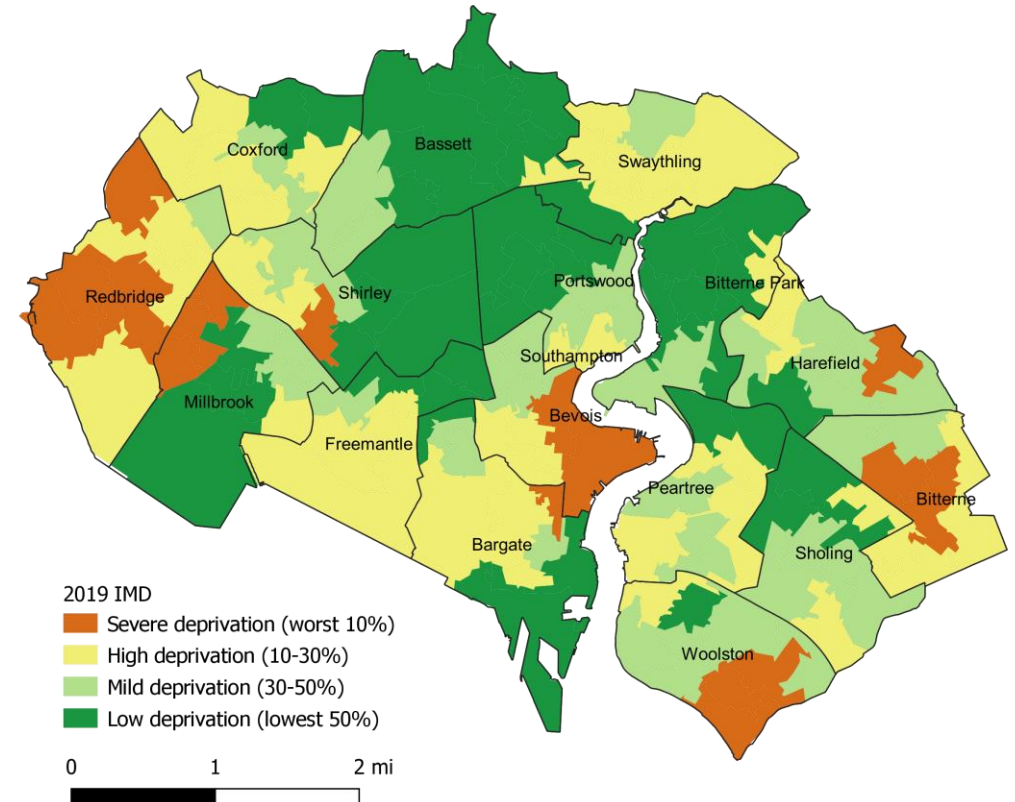 Bassett
Coxford
Swaythling
Portswood
Bitterne Park
Shirley
Redbridge
Southampton
Harefield
Millbrook
Bevois
Freemantle
Peartree
Bitterne
Bargate
Sholing
Woolston
2019 IMD
Severe deprivation (worst 10%)
High deprivation (10-30%)
Mild deprivation (30-50%)
Low deprivation (lowest 50%)
0 1 2 mi